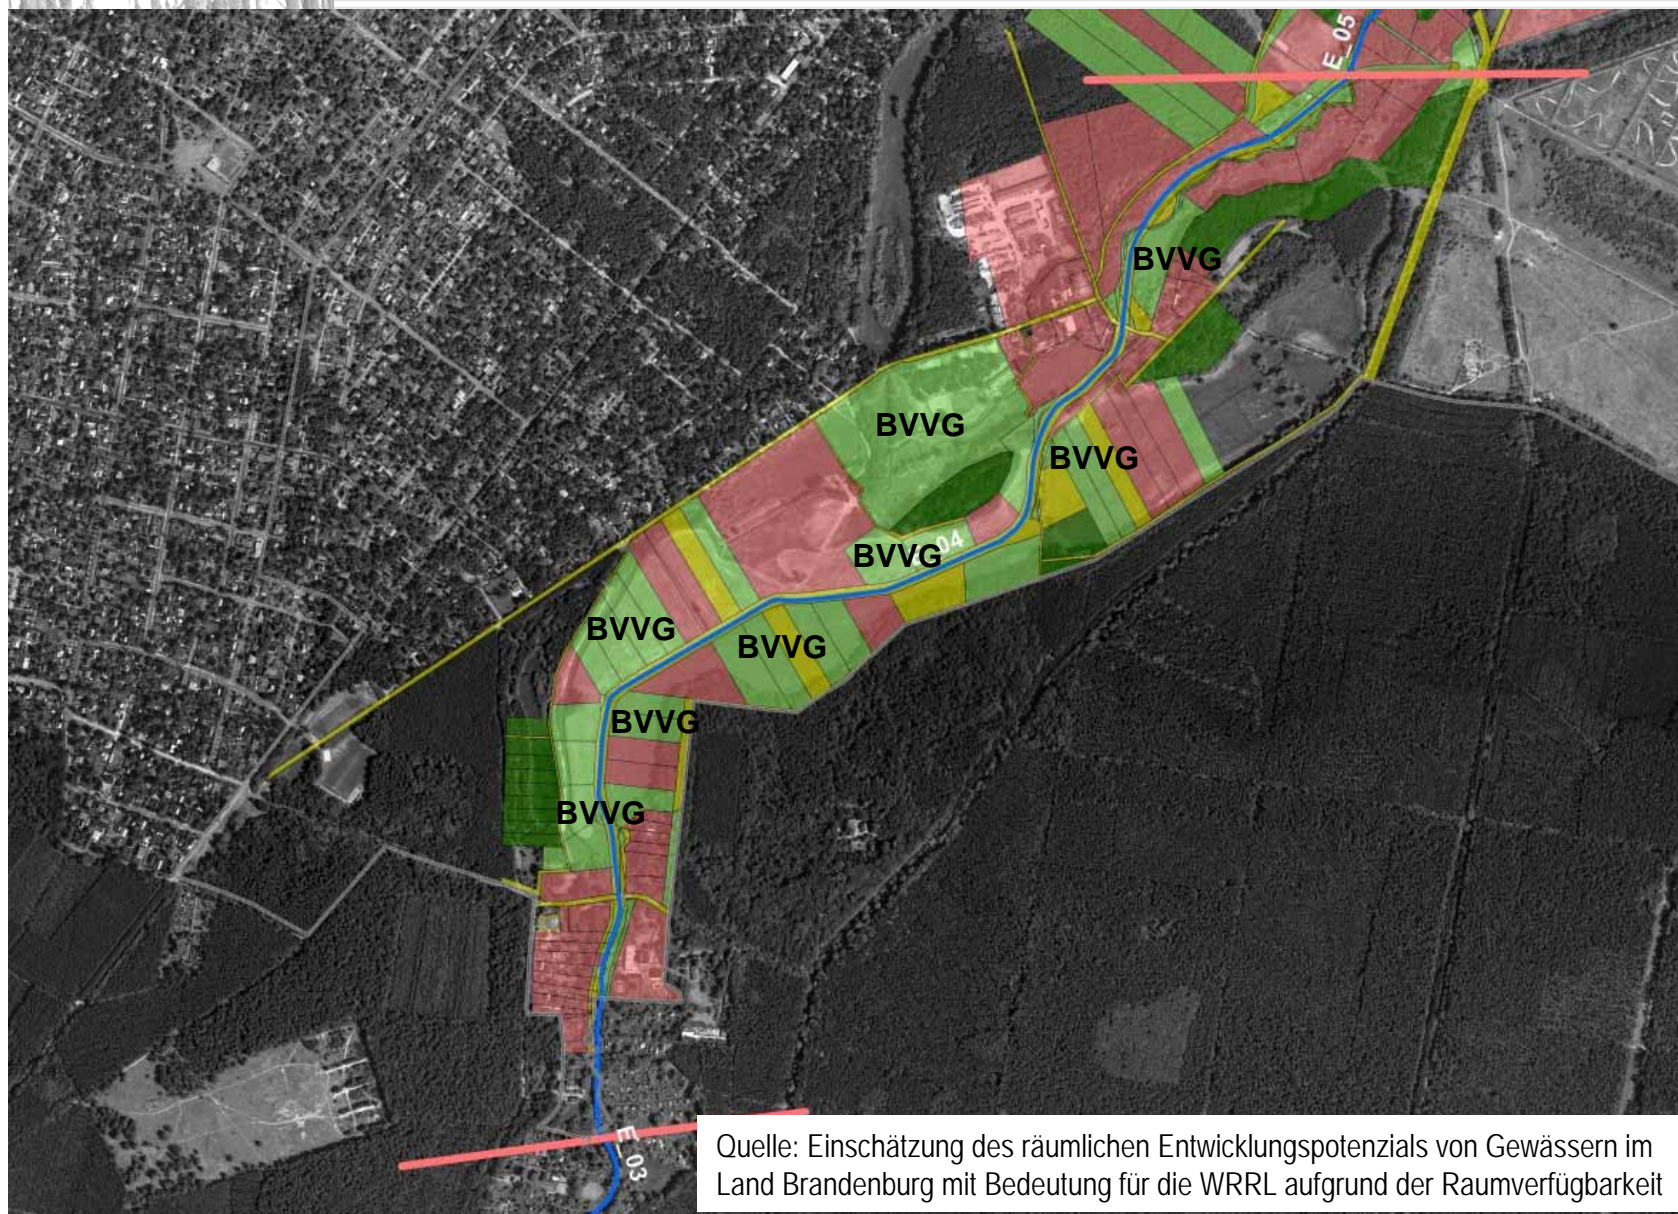 E_05
BVVG
BVVG
BVVG
BVVG
_04
BVVG
BVVG
BVVG
BVVG
E_03
Quelle: Einschätzung des räumlichen Entwicklungspotenzials von Gewässern im
Land Brandenburg mit Bedeutung für die WRRL aufgrund der Raumverfügbarkeit